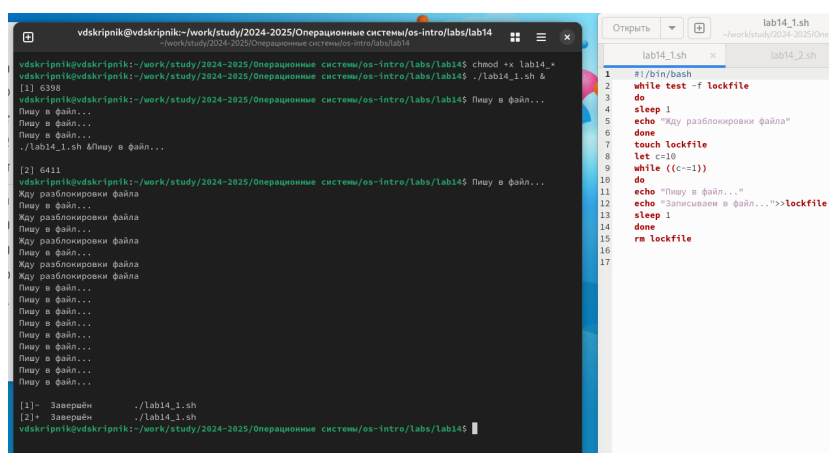 vdskripnik@vdskripnik:~/work/study/2024-2025/Операционные системы/os-intro/labs/lab14
~/work/study/2024-2025/Операционные системы/os-intro/labs/lab14
vdskripnik@vdskripnik:~/work/study/2024-2025/Операционные системы/os-intro/labs/lab14$ chmod +x lab14_*
vdskripnik@vdskripnik:~/work/study/2024-2025/Операционные системы/os-intro/labs/lab14$ ./lab14_1.sh &
[1] 6398
vdskripnik@vdskripnik:~/work/study/2024-2025/Операционные системы/os-intro/labs/lab14$ Пишу в файл...
Пишу в файл...
Пишу в файл...
Пишу в файл...
./lab14_1.sh &Пишу в файл...
[2] 6411
vdskripnik@vdskripnik:~/work/study/2024-2025/Операционные системы/os-intro/labs/lab14$ Пишу в файл...
Жду разблокировки файла
Пишу в файл...
Жду разблокировки файла
Пишу в файл...
Жду разблокировки файла
Пишу в файл...
Жду разблокировки файла
Жду разблокировки файла
Пишу в файл...
Пишу в файл...
Пишу в файл...
Пишу в файл...
Пишу в файл...
Пишу в файл...
Пишу в файл...
Пишу в файл...
Пишу в файл...
[1]- Завершён ./lab14_1.sh
[2]+ Завершён ./lab14_1.sh
vdskripnik@vdskripnik:~/work/study/2024-2025/Операционные системы/os-intro/labs/lab14$
Открыть
lab14_1.sh
~/work/study/2024-2025/Опе
lab14_1.sh
lab14_2.sh
1 #!/bin/bash
2 while test -f lockfile
3 do
4 sleep 1
5 echo "Жду разблокировки файла"
6 done
7 touch lockfile
8 let c=10
9 while ((c-=1))
10 do
11 echo "Пишу в файл..."
12 echo "Записываем в файл...">>lockfile
13 sleep 1
14 done
15 rm lockfile
16
17